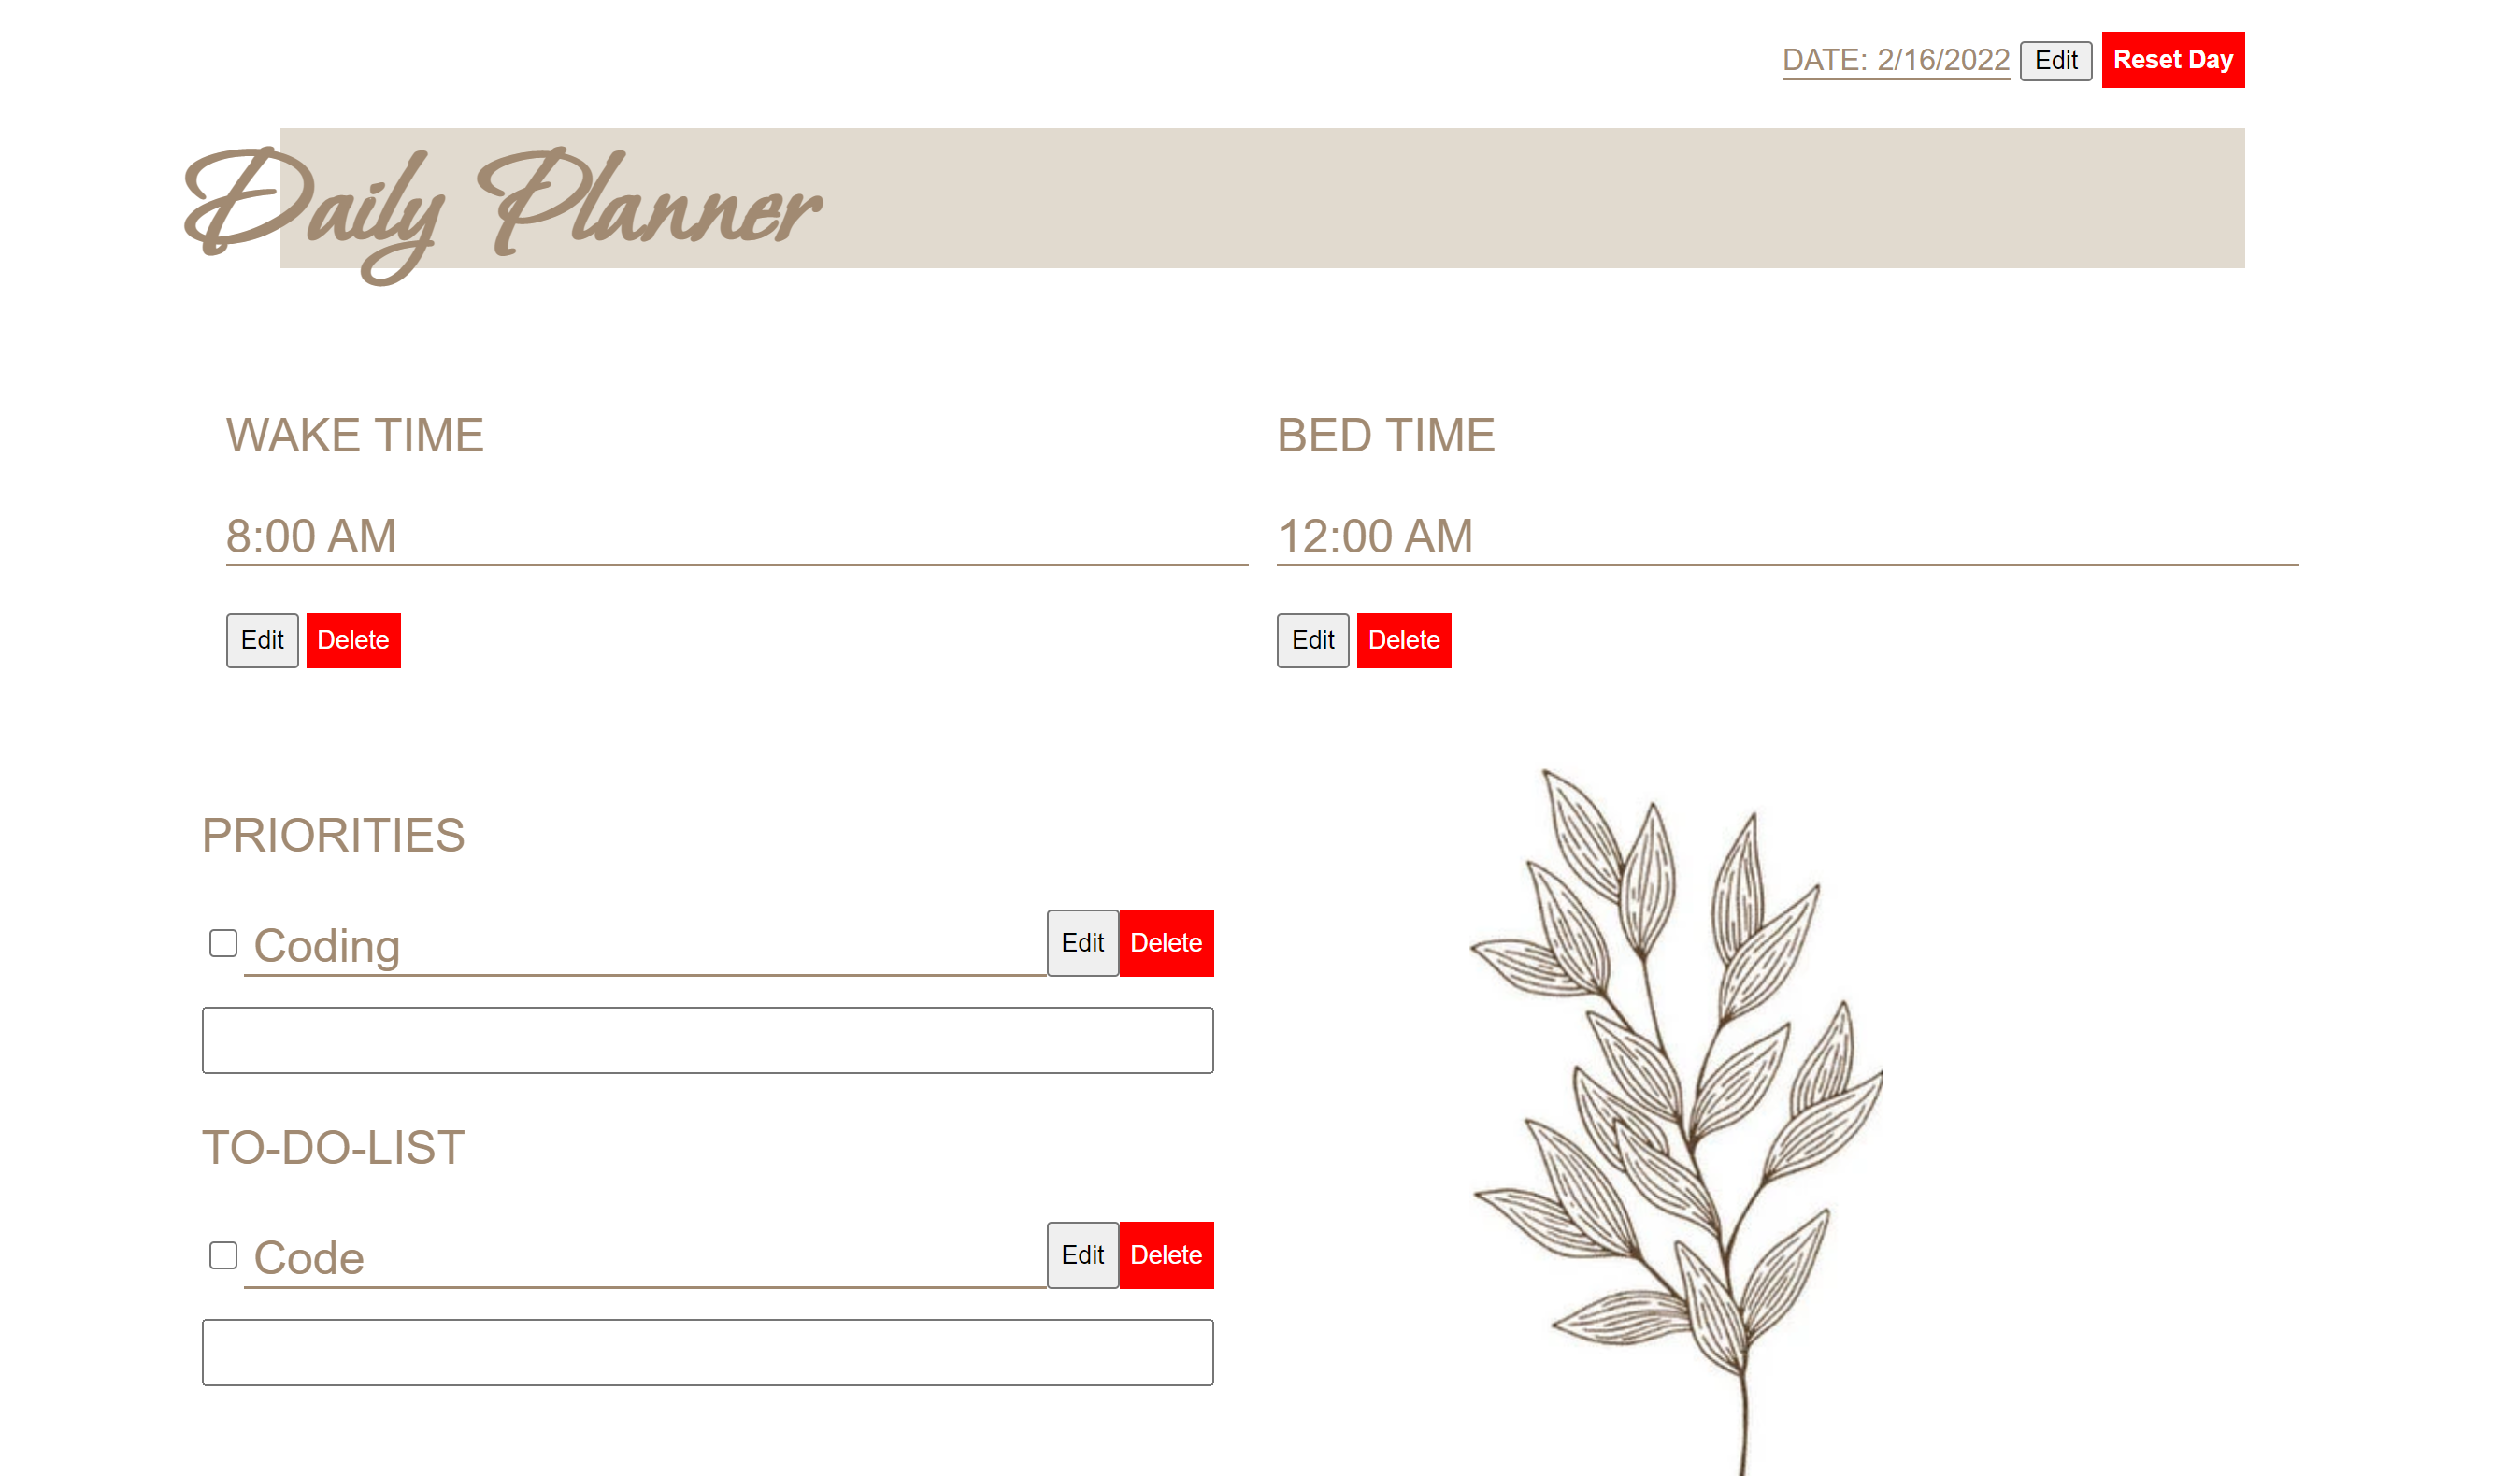 DATE: 2/16/2022 Edit Reset Day
Daily Planner
WAKE TIME
8:00 AM
Edit Delete
BED TIME
12:00 AM
Edit Delete
PRIORITIES
Coding Edit Delete
TO-DO-LIST
Code Edit Delete